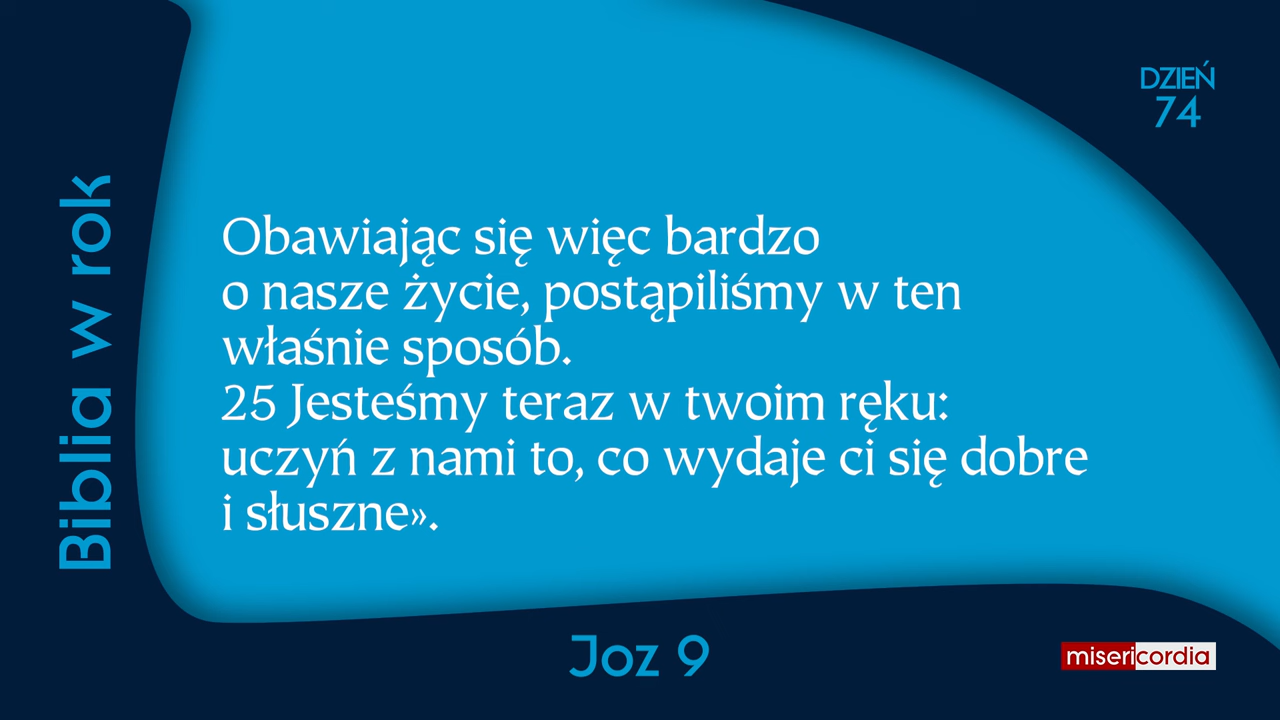 DZIEŃ
74
Biblia w rok
Obawiając się więc bardzo
o nasze życie, postąpiliśmy w ten
właśnie sposób.
25 Jesteśmy teraz w twoim ręku:
uczyń z nami to, co wydaje ci się dobre
i słuszne».
Joz 9
misericordia